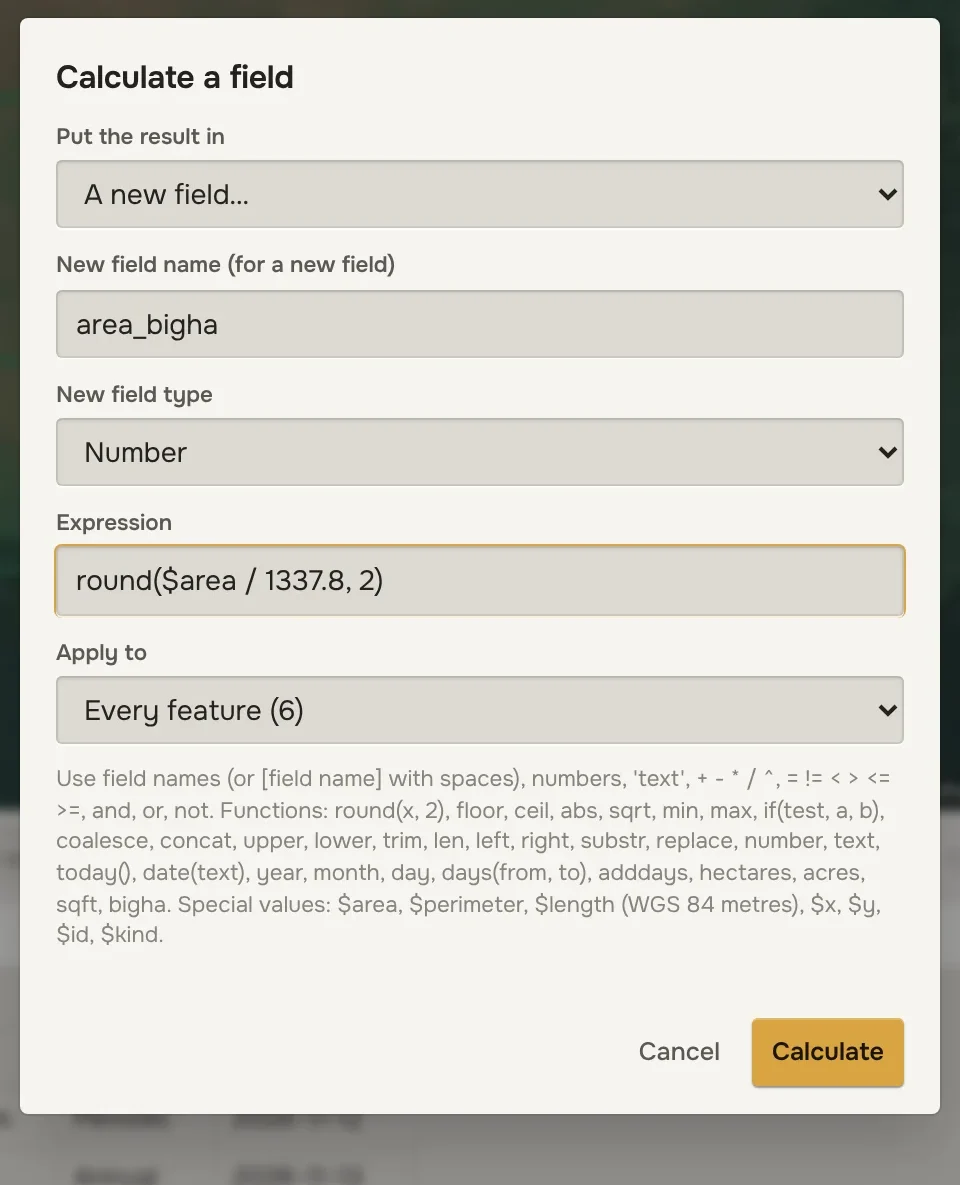 Calculate a field
Put the result in
A new field...
New field name (for a new field)
area_bigha
New field type
Number
Expression
round($area / 1337.8, 2)
Apply to
Every feature (6)
Use field names (or [field name] with spaces), numbers, 'text', + - * / ^, = != < > <=
>=, and, or, not. Functions: round(x, 2), floor, ceil, abs, sqrt, min, max, if(test, a, b),
coalesce, concat, upper, lower, trim, len, left, right, substr, replace, number, text,
today(), date(text), year, month, day, days(from, to), adddays, hectares, acres,
sqft, bigha. Special values: $area, $perimeter, $length (WGS 84 metres), $x, $y,
$id, $kind.
Cancel
Calculate